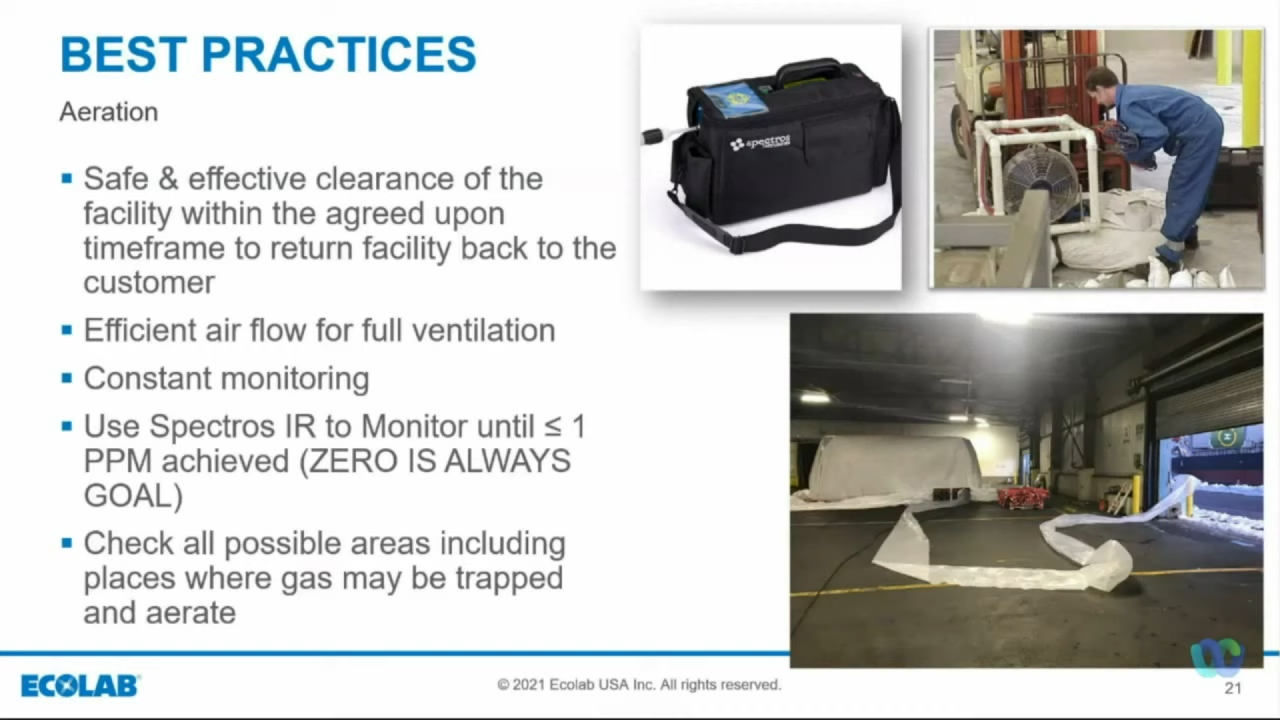 BEST PRACTICES
Aeration
▪ Safe & effective clearance of the
facility within the agreed upon
timeframe to return facility back to the
customer
▪ Efficient air flow for full ventilation
▪ Constant monitoring
▪ Use Spectros IR to Monitor until ≤ 1
PPM achieved (ZERO IS ALWAYS
GOAL)
▪ Check all possible areas including
places where gas may be trapped
and aerate
spectros
ECOLAB
© 2021 Ecolab USA Inc. All rights reserved.
21